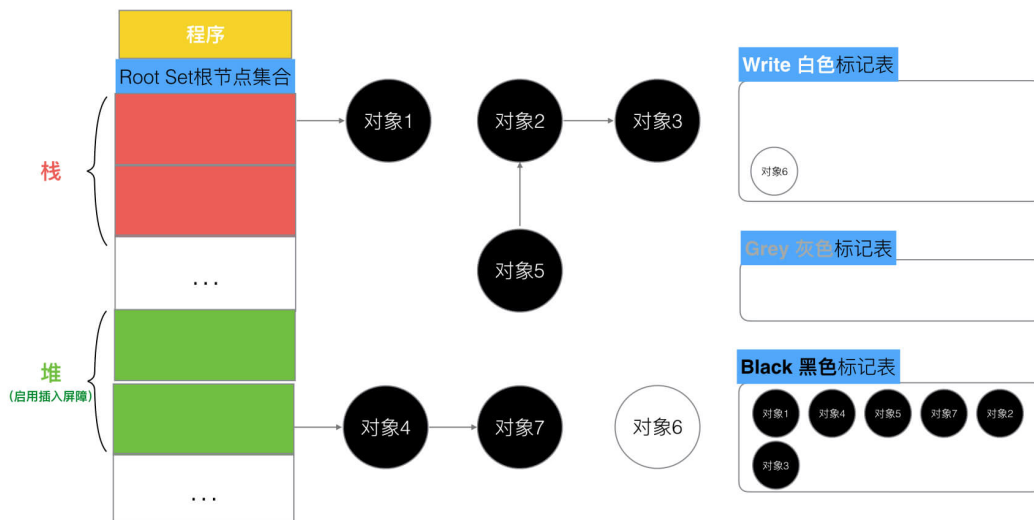 程序
Root Set根节点集合
栈
...
堆
(启用插入屏障)
...
对象1
对象2
对象3
对象5
对象4
对象7
对象6
Write 白色标记表
对象6
Grey 灰色标记表
Black 黑色标记表
对象1 对象4 对象5 对象7 对象2
对象3